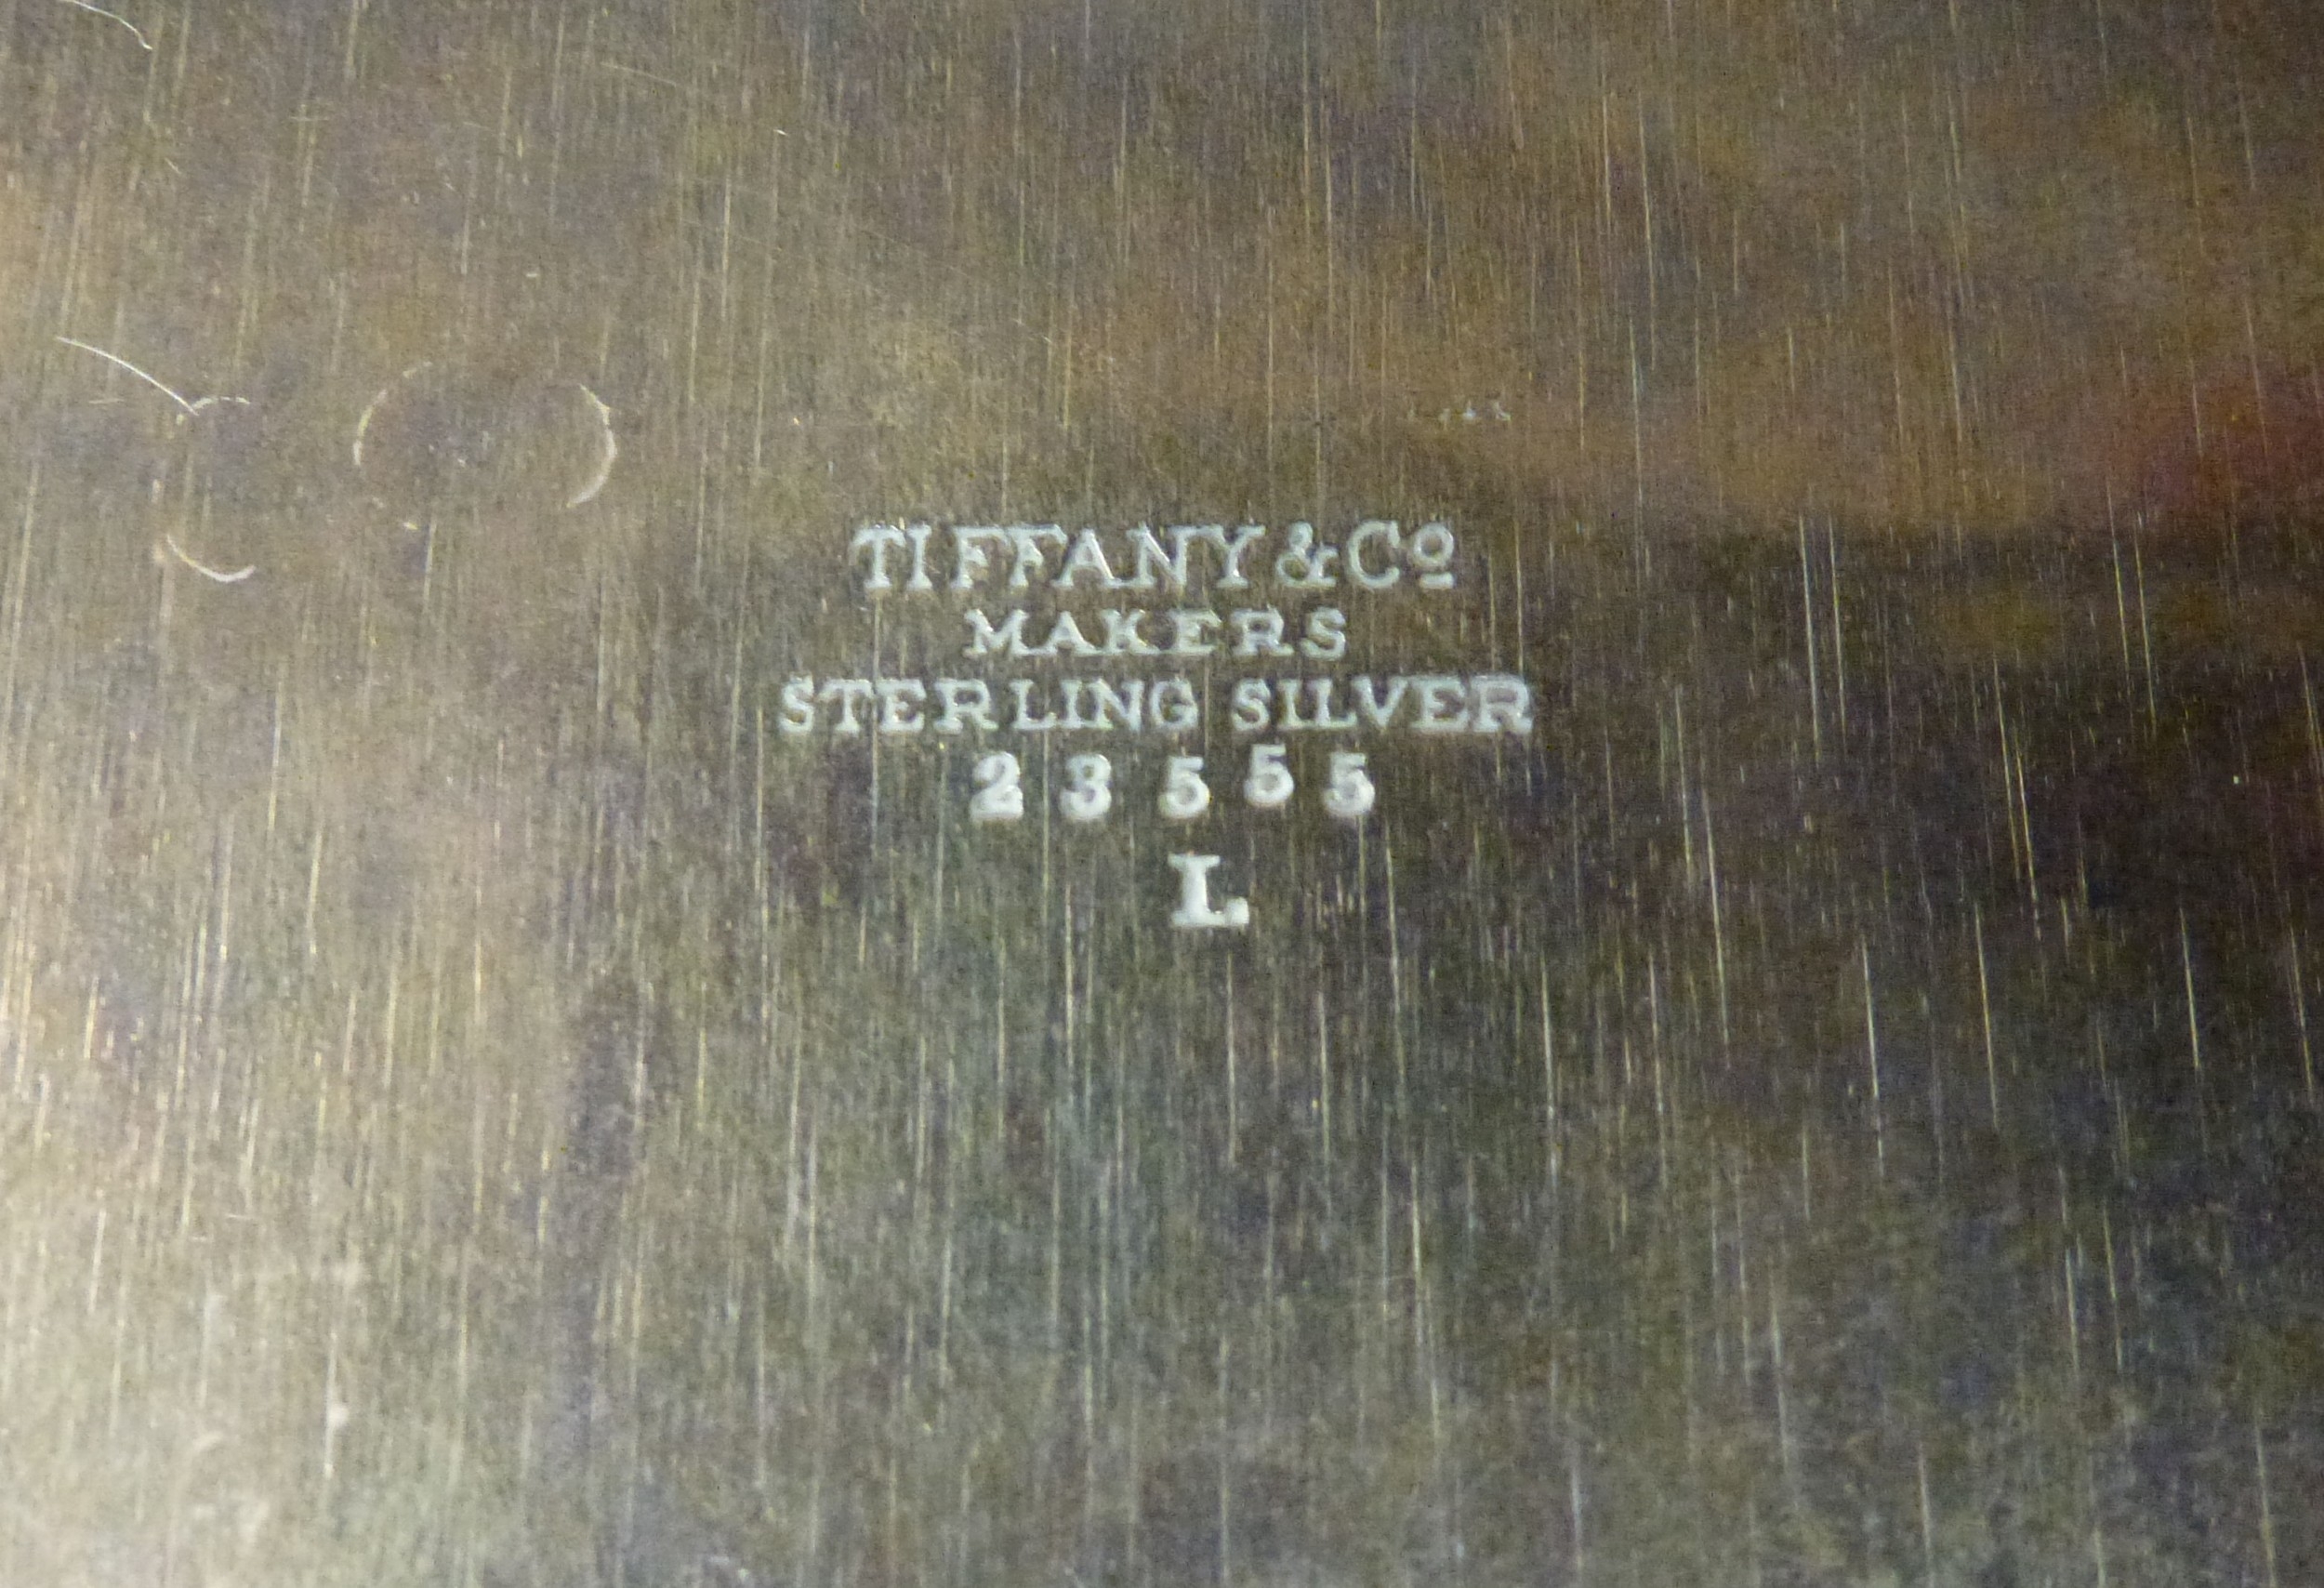 TIFFANY & Cº
MAKERS
STERLING SILVER
23555
L